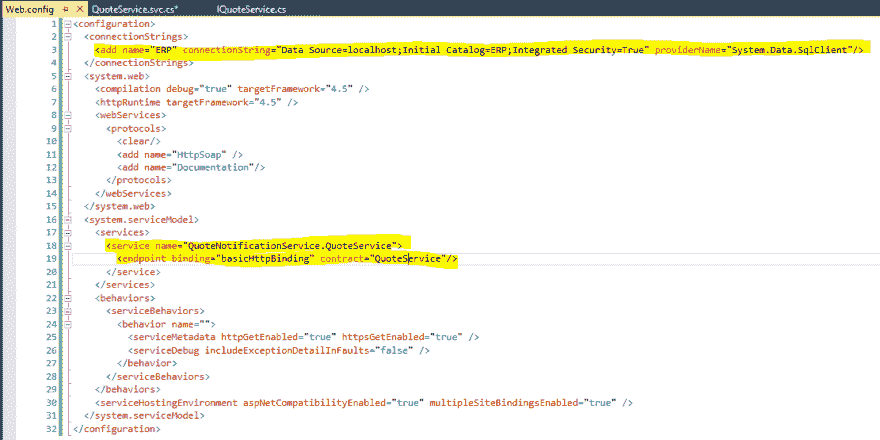 Web.config QuoteService.svc.cs* IQuoteService.cs
1 <configuration>
2 <connectionStrings>
3 <add name="ERP" connectionString="Data Source=localhost;Initial Catalog=ERP;Integrated Security=True" providerName="System.Data.SqlClient"/>
4 </connectionStrings>
5 <system.web>
6 <compilation debug="true" targetFramework="4.5" />
7 <httpRuntime targetFramework="4.5" />
8 <webServices>
9 <protocols>
10 <clear/>
11 <add name="HttpSoap" />
12 <add name="Documentation"/>
13 </protocols>
14 </webServices>
15 </system.web>
16 <system.serviceModel>
17 <services>
18 <service name="QuoteNotificationService.QuoteService">
19 <endpoint binding="basicHttpBinding" contract="QuoteService"/>
20 </service>
21 </services>
22 <behaviors>
23 <serviceBehaviors>
24 <behavior name="">
25 <serviceMetadata httpGetEnabled="true" httpsGetEnabled="true" />
26 <serviceDebug includeExceptionDetailInFaults="false" />
27 </behavior>
28 </serviceBehaviors>
29 </behaviors>
30 <serviceHostingEnvironment aspNetCompatibilityEnabled="true" multipleSiteBindingsEnabled="true" />
31 </system.serviceModel>
32 </configuration>